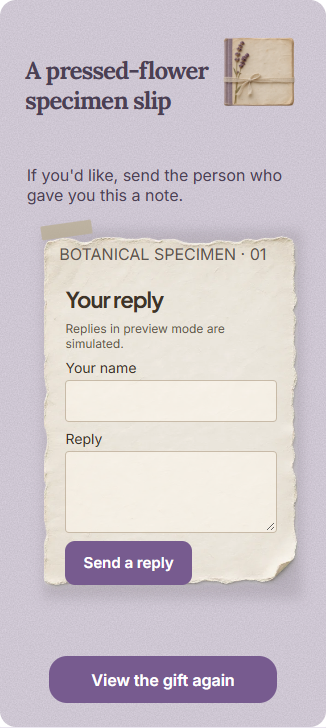 A pressed-flower
specimen slip
If you'd like, send the person who
gave you this a note.
BOTANICAL SPECIMEN · 01
Your reply
Replies in preview mode are
simulated.
Your name
Reply
Send a reply
View the gift again